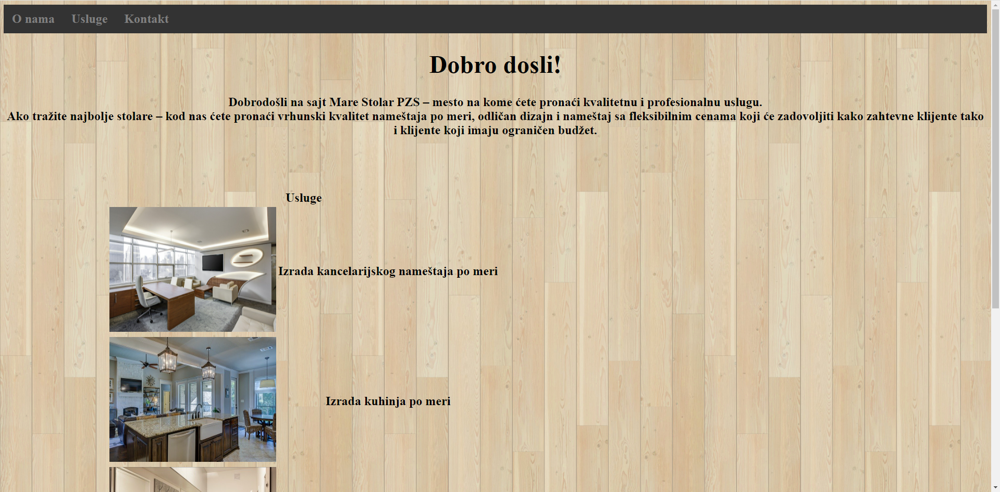 O nama Usluge Kontakt
Dobro dosli!
Dobrodošli na sajt Mare Stolar PZS – mesto na kome ćete pronaći kvalitetnu i profesionalnu uslugu.
Ako tražite najbolje stolare – kod nas ćete pronaći vrhunski kvalitet nameštaja po meri, odličan dizajn i nameštaj sa fleksibilnim cenama koji će zadovoljiti kako zahtevne klijente tako
i klijente koji imaju ograničen budžet.
Usluge
Izrada kancelarijskog nameštaja po meri
Izrada kuhinja po meri